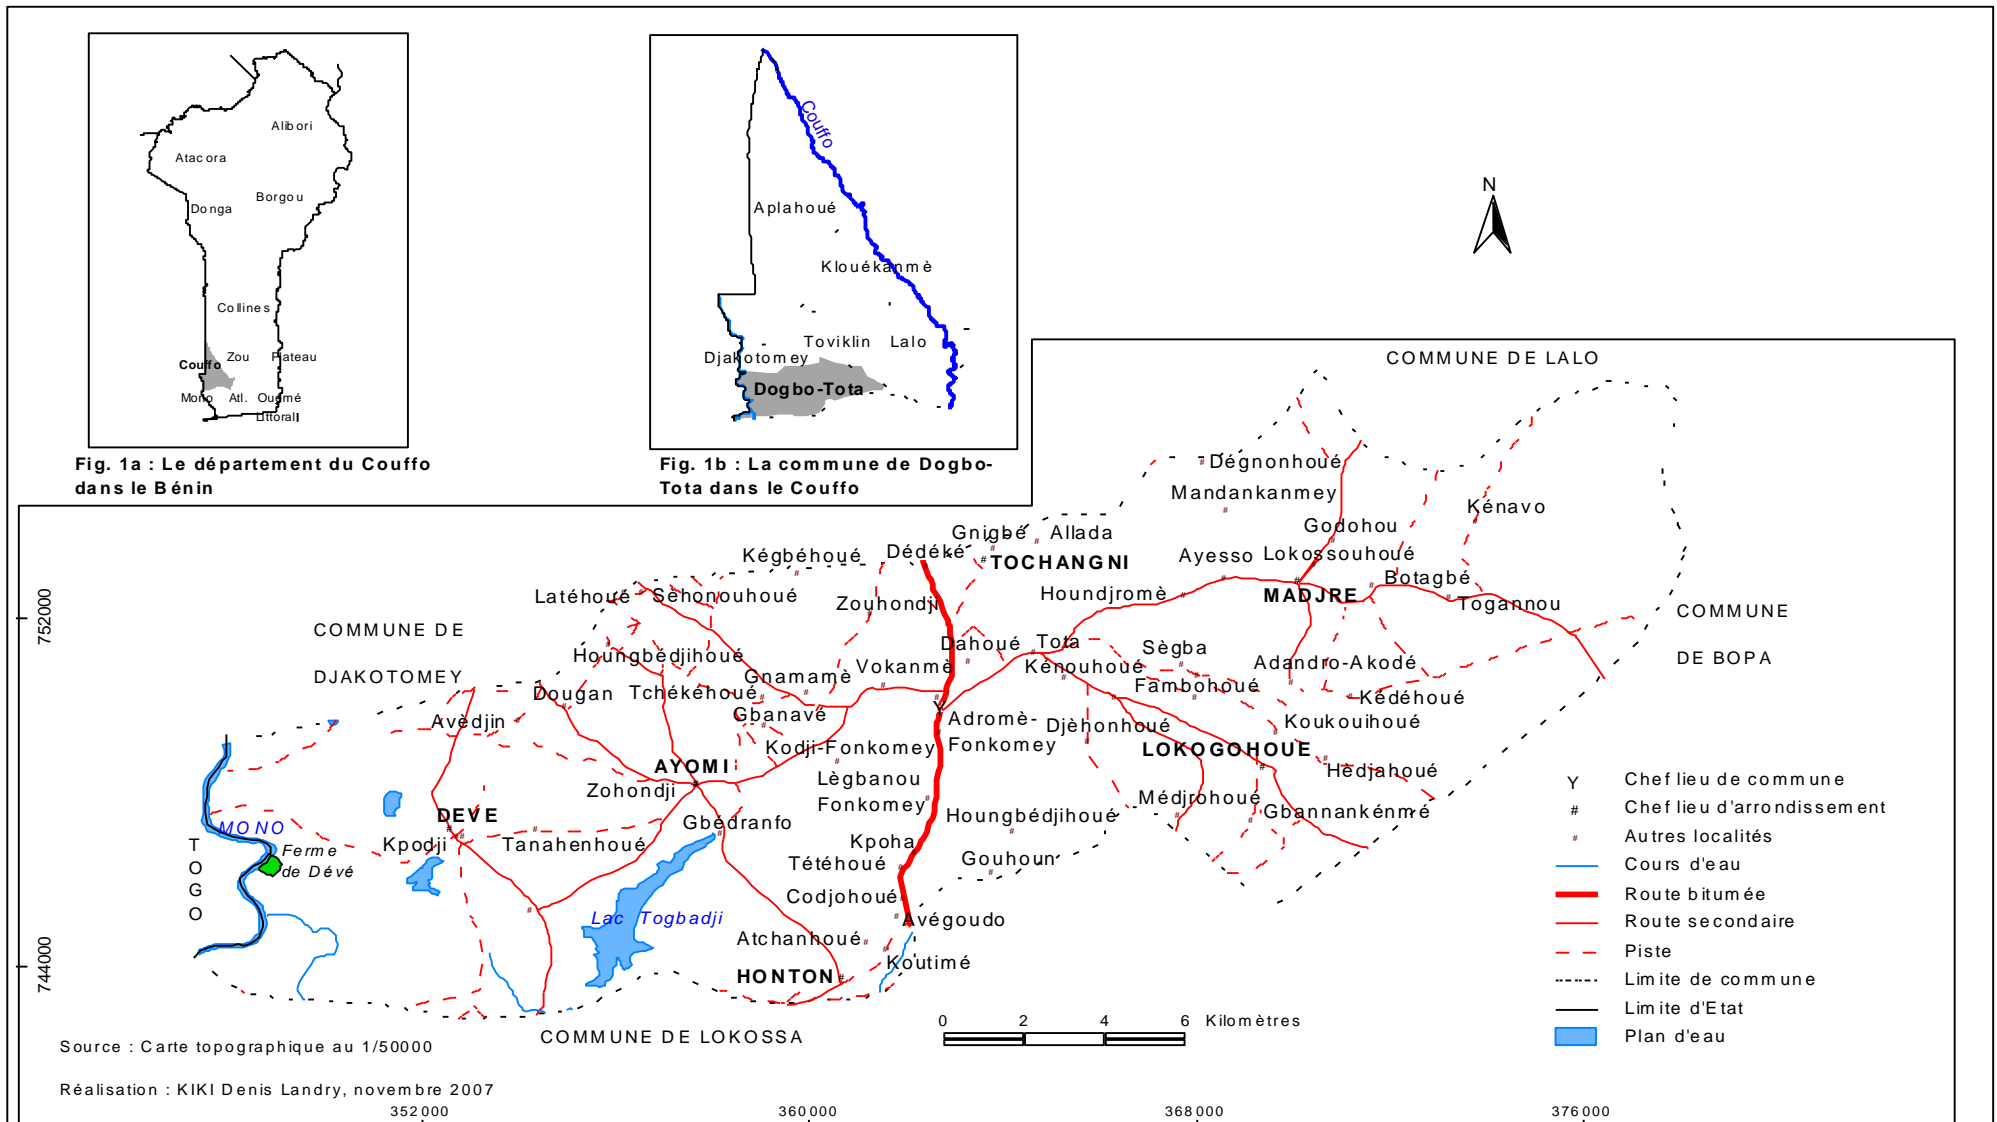 Alibori
Atacora
Borgou
Donga
Collines
Couffo
Zou
Plateau
Mono
Atl.
Ouémé
Littoral
Fig. 1a : Le département du Couffo
dans le Bénin
Couffo
Aplahoué
Klouékanmè
Toviklin
Lalo
Djakotomey
Dogbo-Tota
Fig. 1b : La commune de Dogbo-
Tota dans le Couffo
N
COMMUNE DE LALO
Dégnonhoué
Mandankanmey
Kénavo
Godohou
Gnigbé
Allada
Kégbéhoué
Dédéké
TOCHANGNI
Ayesso
Lokossouhoué
Botagbé
Latéhoué
Sèhonouhoué
Zouhondji
Houndjromè
MADJRE
Togannou
COMMUNE
DE BOPA
COMMUNE DE
DJAKOTOMEY
Houngbédjihoué
Dahoué
Tota
Sègba
Vokanmè
Kénouhoué
Adandro-Akodé
Gnamamè
Dougan
Tchékéhoué
Fambohoué
Kédéhoué
Avèdjin
Gbanavé
Adromè-
Fonkomey
Djèhonhoué
Koukouihoué
Kodji-Fonkomey
LOKOGOHOUE
AYOMI
Hèdjahoué
Zohondji
Lègbanou
Fonkomey
Médjrohoué
Gbannankénmé
DEVE
Gbédranfo
Houngbédjihoué
MONO
Kpodji
Tanahenhoué
Kpoha
TOGO
Ferme
de Dévé
Tétéhoué
Gouhoun
Codjohoué
Lac Togbadji
Avégoudo
Atchanhoué
Koutimé
HONTON
COMMUNE DE LOKOSSA
0 2 4 6 Kilomètres
Y Chef lieu de commune
# Chef lieu d'arrondissement
# Autres localités
Cours d'eau
Route bitumée
Route secondaire
Piste
Limite de commune
Limite d'Etat
Plan d'eau
Source : Carte topographique au 1/50000
Réalisation : KIKI Denis Landry, novembre 2007
752000
744000
352000
360000
368000
376000